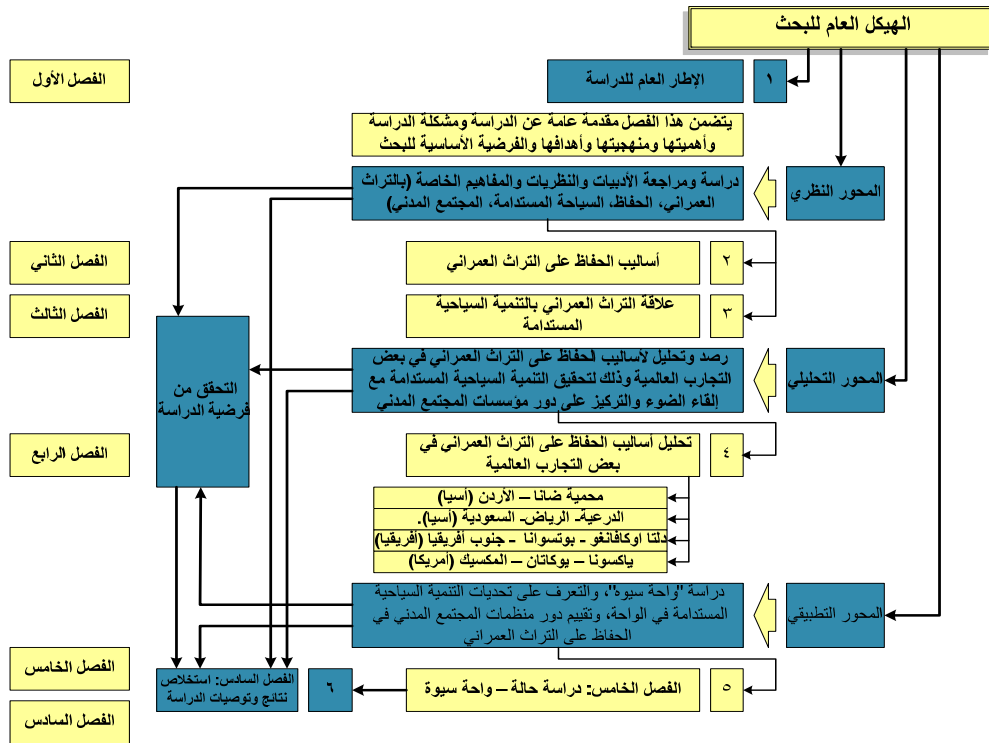 الهيكل العام للبحث
١
الإطار العام للدراسة
الفصل الأول
يتضمن هذا الفصل مقدمة عامة عن الدراسة ومشكلة الدراسة
وأهميتها ومنهجيتها وأهدافها والفرضية الأساسية للبحث
المحور النظري
دراسة ومراجعة الأدبيات والنظريات والمفاهيم الخاصة (بالتراث
العمراني، الحفاظ، السياحة المستدامة، المجتمع المدني)
٢
أساليب الحفاظ على التراث العمراني
الفصل الثاني
٣
علاقة التراث العمراني بالتنمية السياحية
المستدامة
الفصل الثالث
المحور التحليلي
رصد وتحليل لأساليب الحفاظ على التراث العمراني في بعض
التجارب العالمية وذلك لتحقيق التنمية السياحية المستدامة مع
إلقاء الضوء والتركيز على دور مؤسسات المجتمع المدني
التحقق من
فرضية الدراسة
٤
تحليل أساليب الحفاظ على التراث العمراني في
بعض التجارب العالمية
الفصل الرابع
محمية ضانا – الأردن (أسيا)
الدرعية- الرياض- السعودية (أسيا).
دلتا اوكافانغو - بوتسوانا - جنوب أفريقيا (أفريقيا)
ياكسونا – يوكاتان – المكسيك (أمريكا)
المحور التطبيقي
دراسة "واحة سيوة"، والتعرف على تحديات التنمية السياحية
المستدامة في الواحة، وتقييم دور منظمات المجتمع المدني في
الحفاظ على التراث العمراني
٥
الفصل الخامس: دراسة حالة – واحة سيوة
٦
الفصل السادس: استخلاص
نتائج وتوصيات الدراسة
الفصل الخامس
الفصل السادس